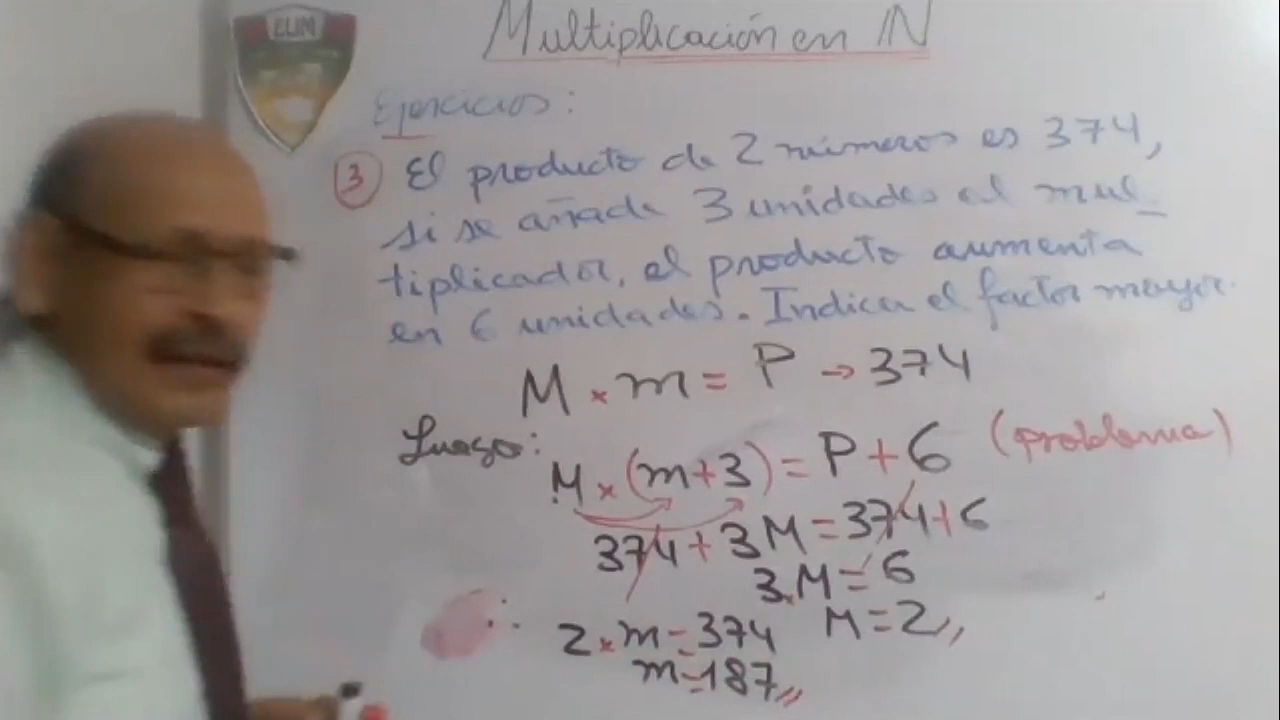 EUM
Multiplicación en ℕ
Ejercicios:
3 El producto de 2 números es 374,
si se añade 3 unidades al mul_
tiplicador, el producto aumenta
en 6 unidades. Indicar el factor mayor.
M × m = P → 374
Luego:
M × (m+3) = P + 6 (problema)
374 + 3M = 374 + 6
3.M = 6
M = 2,,
∴ 2 × m = 374
m = 187,,